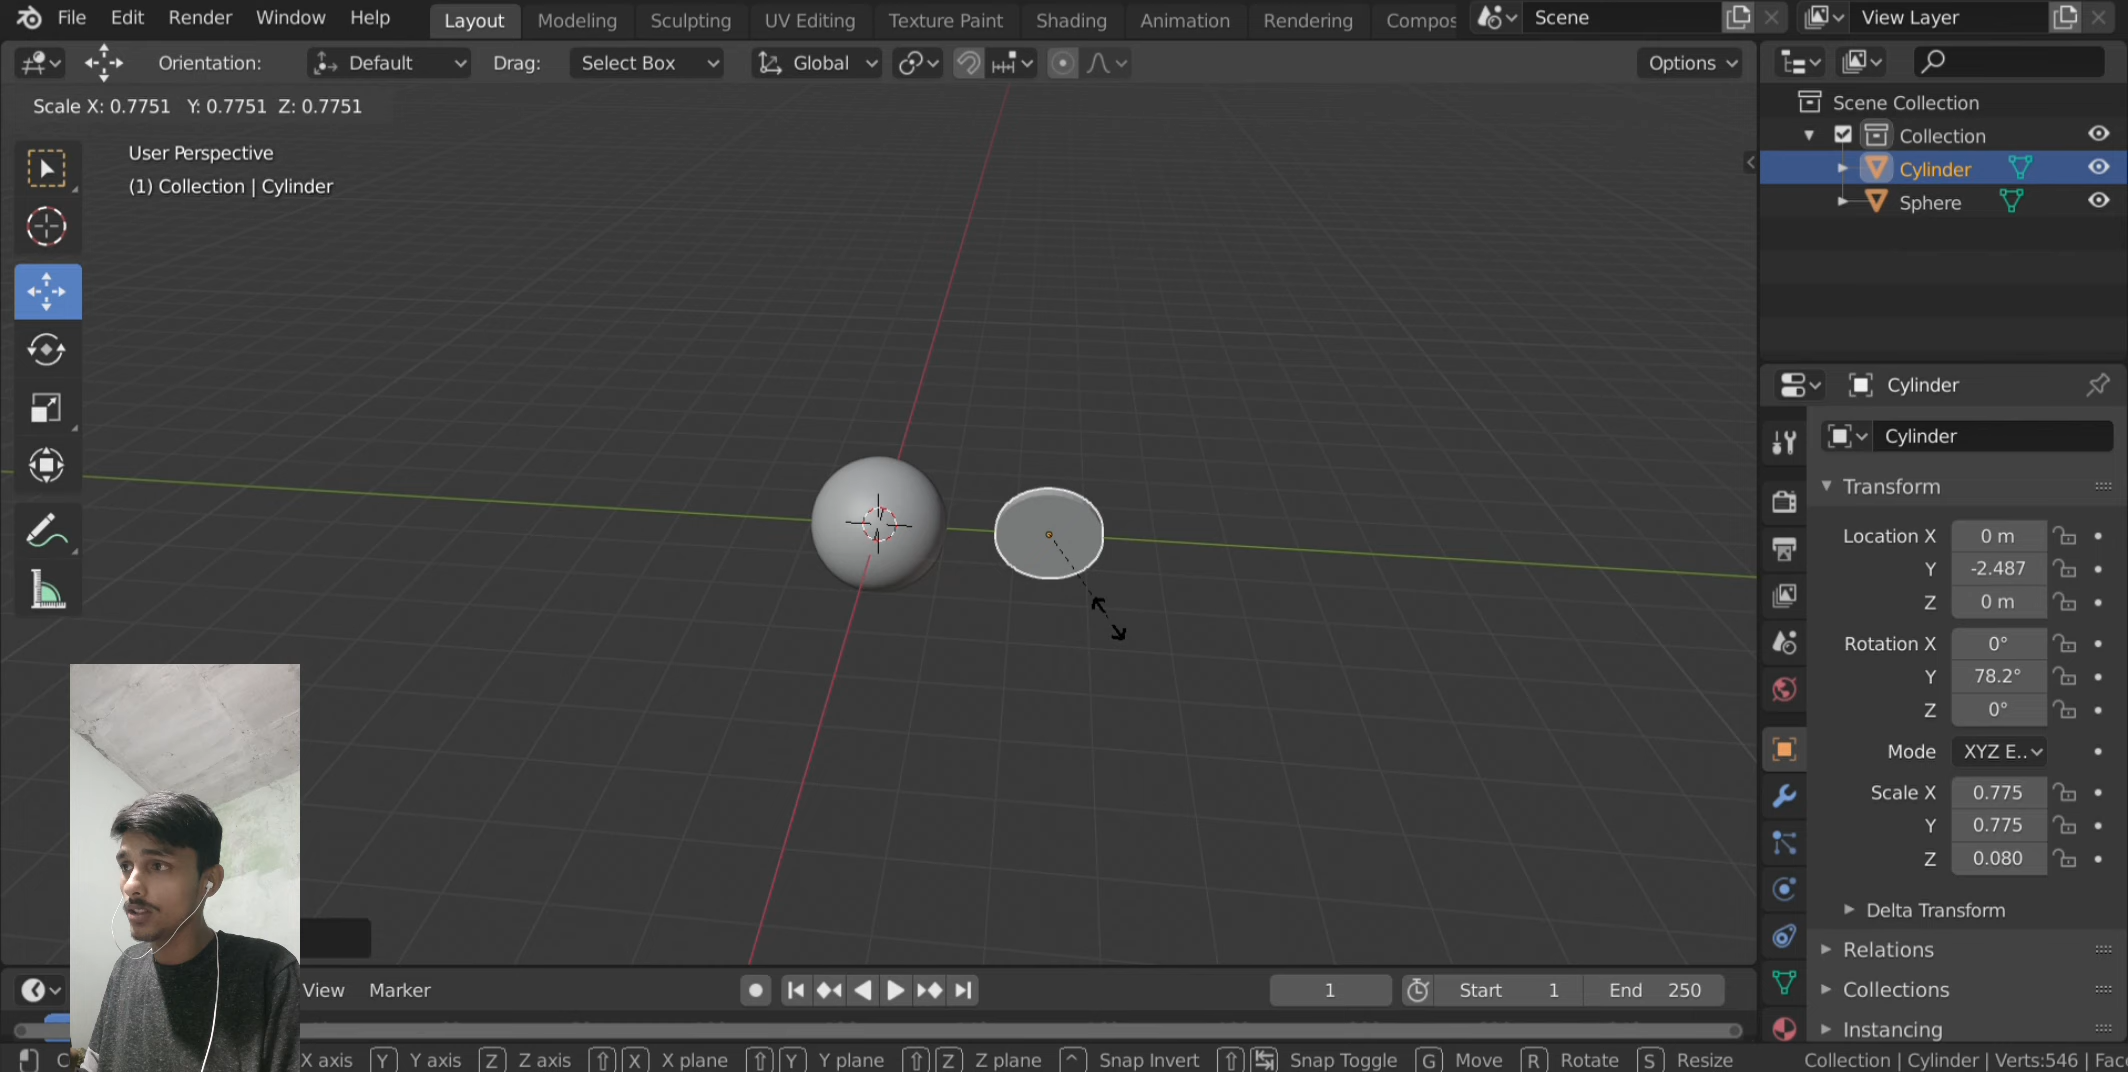 File Edit Render Window Help Layout Modeling Sculpting UV Editing Texture Paint Shading Animation Rendering Compos Scene View Layer
Orientation: Default Drag: Select Box Global Options
Scale X: 0.7751 Y: 0.7751 Z: 0.7751
User Perspective
(1) Collection | Cylinder
Scene Collection
Collection
Cylinder
Sphere
Cylinder
Cylinder
Transform
Location X 0 m
Y -2.487
Z 0 m
Rotation X 0°
Y 78.2°
Z 0°
Mode XYZ E..
Scale X 0.775
Y 0.775
Z 0.080
Delta Transform
Relations
Collections
Instancing
View Marker 1 Start 1 End 250
C X axis Y Y axis Z Z axis X X plane Y Y plane Z Z plane ^ Snap Invert Snap Toggle G Move R Rotate S Resize Collection | Cylinder | Verts:546 | Fac